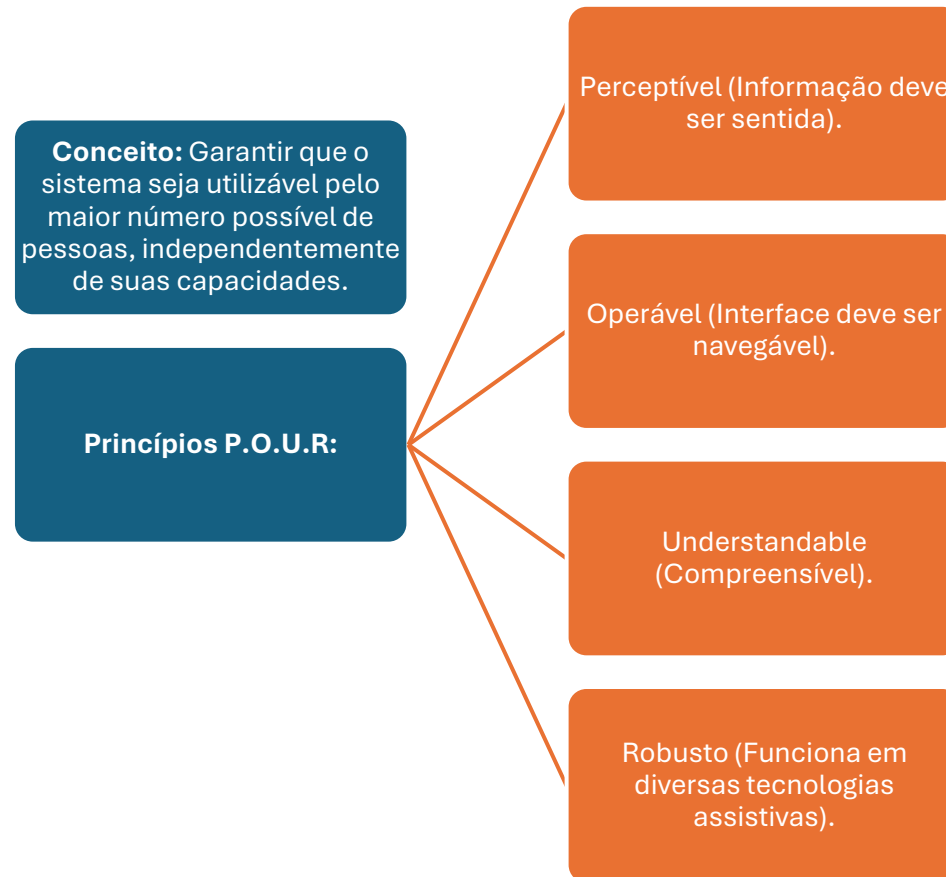 Conceito: Garantir que o
sistema seja utilizável pelo
maior número possível de
pessoas, independentemente
de suas capacidades.
Princípios P.O.U.R:
Perceptível (Informação deve
ser sentida).
Operável (Interface deve ser
navegável).
Understandable
(Compreensível).
Robusto (Funciona em
diversas tecnologias
assistivas).